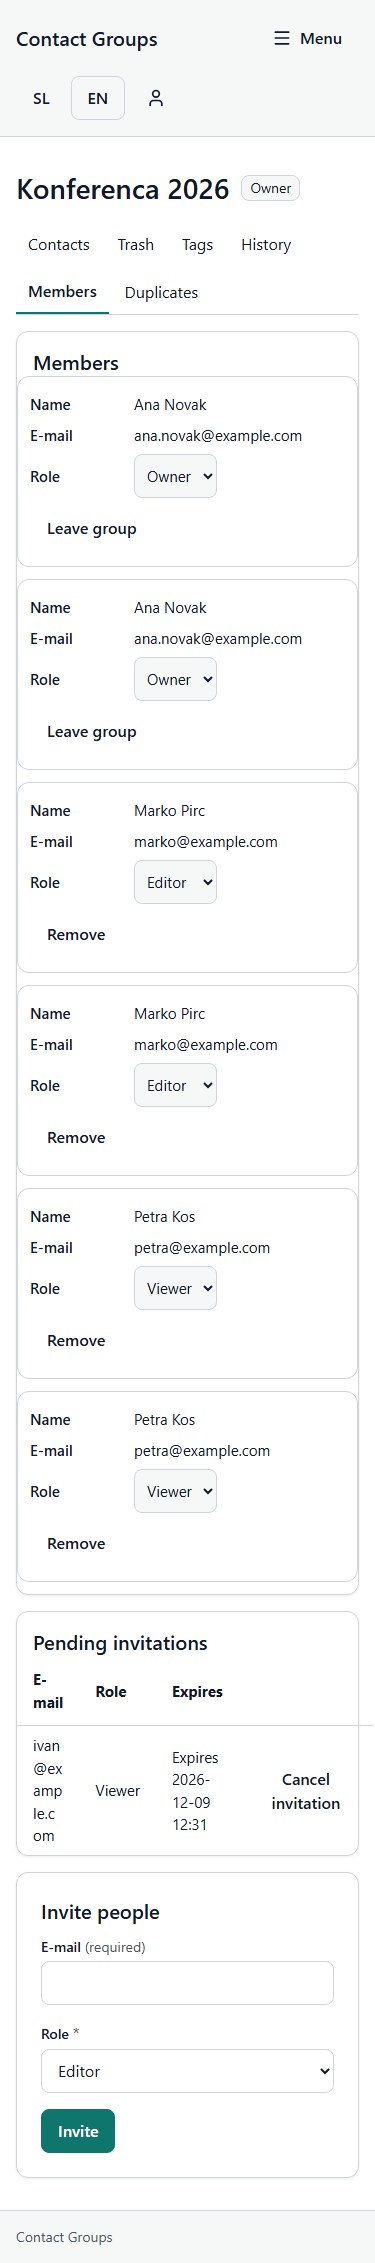 Contact Groups
Menu
SL
EN
Konferenca 2026
Owner
Contacts
Trash
Tags
History
Members
Duplicates
Members
Name
Ana Novak
E-mail
ana.novak@example.com
Role
Owner
Leave group
Name
Ana Novak
E-mail
ana.novak@example.com
Role
Owner
Leave group
Name
Marko Pirc
E-mail
marko@example.com
Role
Editor
Remove
Name
Marko Pirc
E-mail
marko@example.com
Role
Editor
Remove
Name
Petra Kos
E-mail
petra@example.com
Role
Viewer
Remove
Name
Petra Kos
E-mail
petra@example.com
Role
Viewer
Remove
Pending invitations
E-
mail
Role
Expires
ivan
@ex
amp
le.c
om
Viewer
Expires
2026-
12-09
12:31
Cancel
invitation
Invite people
E-mail (required)
Role *
Editor
Invite
Contact Groups